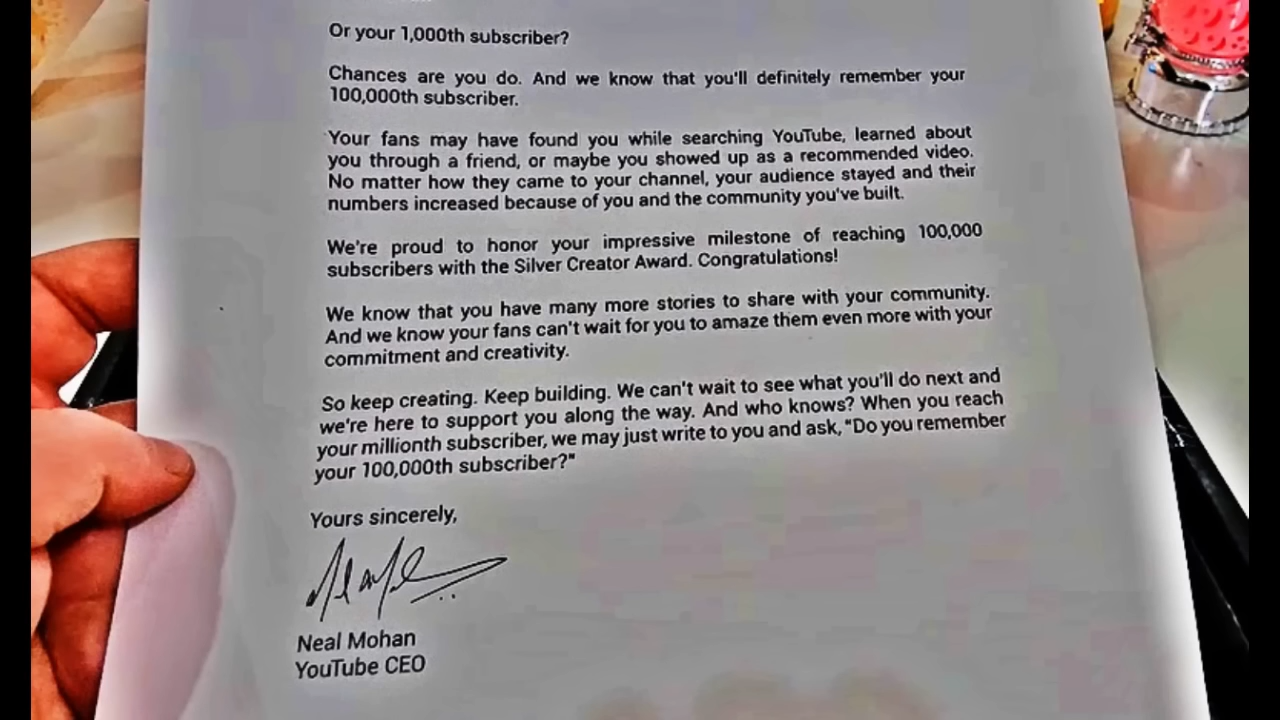 Or your 1,000th subscriber?
Chances are you do. And we know that you'll definitely remember your
100,000th subscriber.
Your fans may have found you while searching YouTube, learned about
you through a friend, or maybe you showed up as a recommended video.
No matter how they came to your channel, your audience stayed and their
numbers increased because of you and the community you've built.
We're proud to honor your impressive milestone of reaching 100,000
subscribers with the Silver Creator Award. Congratulations!
We know that you have many more stories to share with your community.
And we know your fans can't wait for you to amaze them even more with your
commitment and creativity.
So keep creating. Keep building. We can't wait to see what you'll do next and
we're here to support you along the way. And who knows? When you reach
your millionth subscriber, we may just write to you and ask, "Do you remember
your 100,000th subscriber?"
Yours sincerely,
Neal Mohan
YouTube CEO